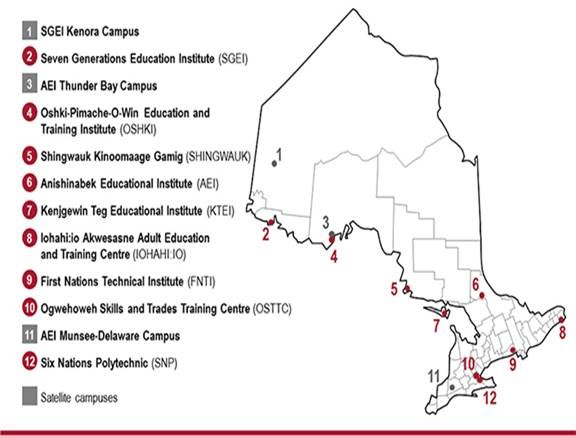 1 SGEI Kenora Campus
2 Seven Generations Education Institute (SGEI)
3 AEI Thunder Bay Campus
4 Oshki-Pimache-O-Win Education and
Training Institute (OSHKI)
5 Shingwauk Kinoomaage Gamig (SHINGWAUK)
6 Anishinabek Educational Institute (AEI)
7 Kenjgewin Teg Educational Institute (KTEI)
8 Iohahi:io Akwesasne Adult Education
and Training Centre (IOHAHI:IO)
9 First Nations Technical Institute (FNTI)
10 Ogwehoweh Skills and Trades Training Centre (OSTTC)
11 AEI Munsee-Delaware Campus
12 Six Nations Polytechnic (SNP)
Satellite campuses
1
2
3
4
5
6
7
8
9
10
11
12